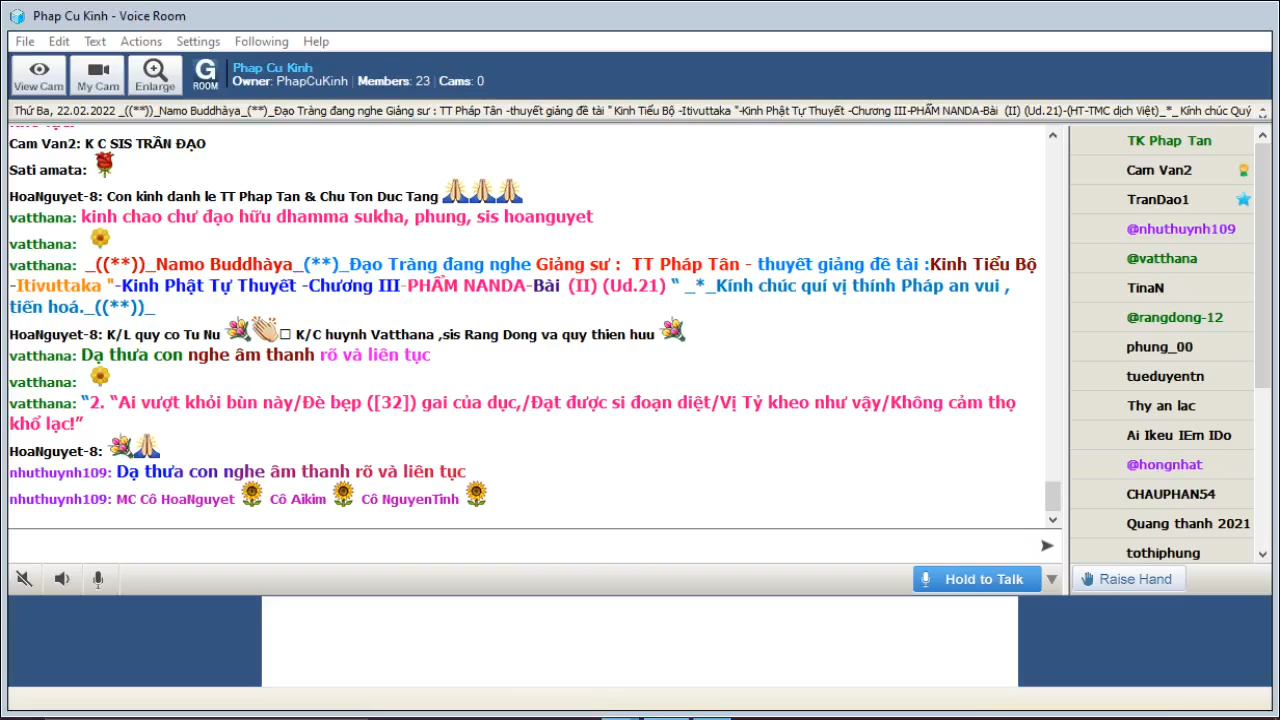 Phap Cu Kinh - Voice Room
File Edit Text Actions Settings Following Help
View Cam My Cam Enlarge G ROOM
Phap Cu Kinh
Owner: PhapCuKinh | Members: 23 | Cams: 0
Thứ Ba, 22.02.2022 _((**))_Namo Buddhàya_(**)_Đạo Tràng đang nghe Giảng sư : TT Pháp Tân -thuyết giảng đề tài " Kinh Tiểu Bộ -Itivuttaka "-Kinh Phật Tự Thuyết -Chương III-PHẨM NANDA-Bài (II) (Ud.21)-(HT-TMC dịch Việt)_*_ Kính chúc Quý
Cam Van2: K C SIS TRẦN ĐẠO
Sati amata:
HoaNguyet-8: Con kinh danh le TT Phap Tan & Chu Ton Duc Tang
vatthana: kinh chao chư đạo hữu dhamma sukha, phung, sis hoanguyet
vatthana:
vatthana: _((**))_Namo Buddhàya_(**)_Đạo Tràng đang nghe Giảng sư : TT Pháp Tân - thuyết giảng đề tài :Kinh Tiểu Bộ
-Itivuttaka "-Kinh Phật Tự Thuyết -Chương III-PHẨM NANDA-Bài (II) (Ud.21) “ _*_Kính chúc quí vị thính Pháp an vui ,
tiến hoá._((**))_
HoaNguyet-8: K/L quy co Tu Nu K/C huynh Vatthana ,sis Rang Dong va quy thien huu
vatthana: Dạ thưa con nghe âm thanh rõ và liên tục
vatthana:
vatthana: “2. “Ai vượt khỏi bùn này/Đè bẹp ([32]) gai của dục,/Đạt được si đoạn diệt/Vị Tỷ kheo như vậy/Không cảm thọ
khổ lạc!”
HoaNguyet-8:
nhuthuynh109: Dạ thưa con nghe âm thanh rõ và liên tục
nhuthuynh109: MC Cô HoaNguyet Cô Aikim Cô NguyenTinh
TK Phap Tan
Cam Van2
TranDao1
@nhuthuynh109
@vatthana
TinaN
@rangdong-12
phung_00
tueduyentn
Thy an lac
Ai Ikeu IEm IDo
@hongnhat
CHAUPHAN54
Quang thanh 2021
tothiphung
Hold to Talk
Raise Hand